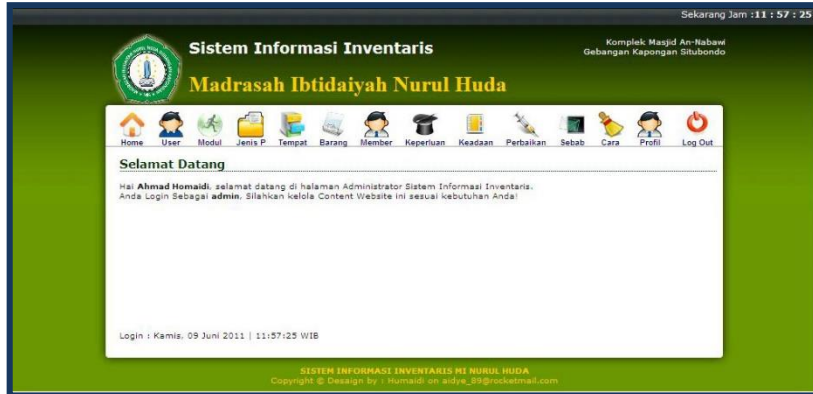 Sekarang Jam :11 : 57 : 25
Sistem Informasi Inventaris
Komplek Masjid An-Nabawi
Gebangan Kapongan Situbondo
Madrasah Ibtidaiyah Nurul Huda
Home User Modul Jenis P Tempat Barang Member Keperluan Keadaan Perbaikan Sebab Cara Profil Log Out
Selamat Datang
Hai Ahmad Homaidi, selamat datang di halaman Administrator Sistem Informasi Inventaris.
Anda Login Sebagai admin, Silahkan kelola Content Website ini sesuai kebutuhan Anda!
Login : Kamis, 09 Juni 2011 | 11:57:25 WIB
SISTEM INFORMASI INVENTARIS MI NURUL HUDA
Copyright © Desaign by : Humaidi on aidye_89@rocketmail.com